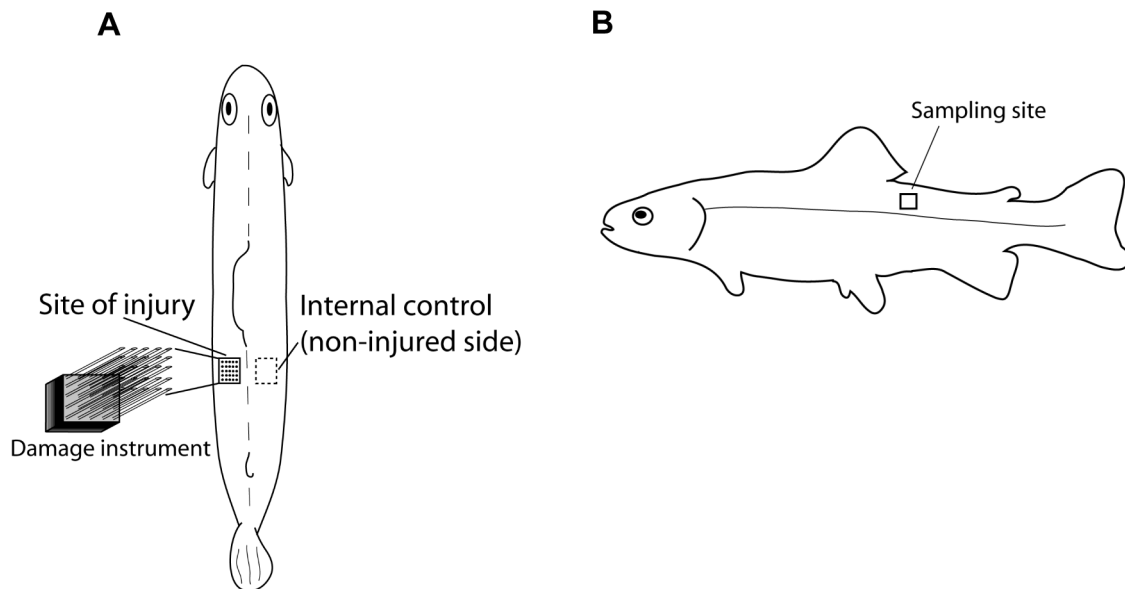 A
B
Sampling site
Site of injury
Internal control
(non-injured side)
Damage instrument